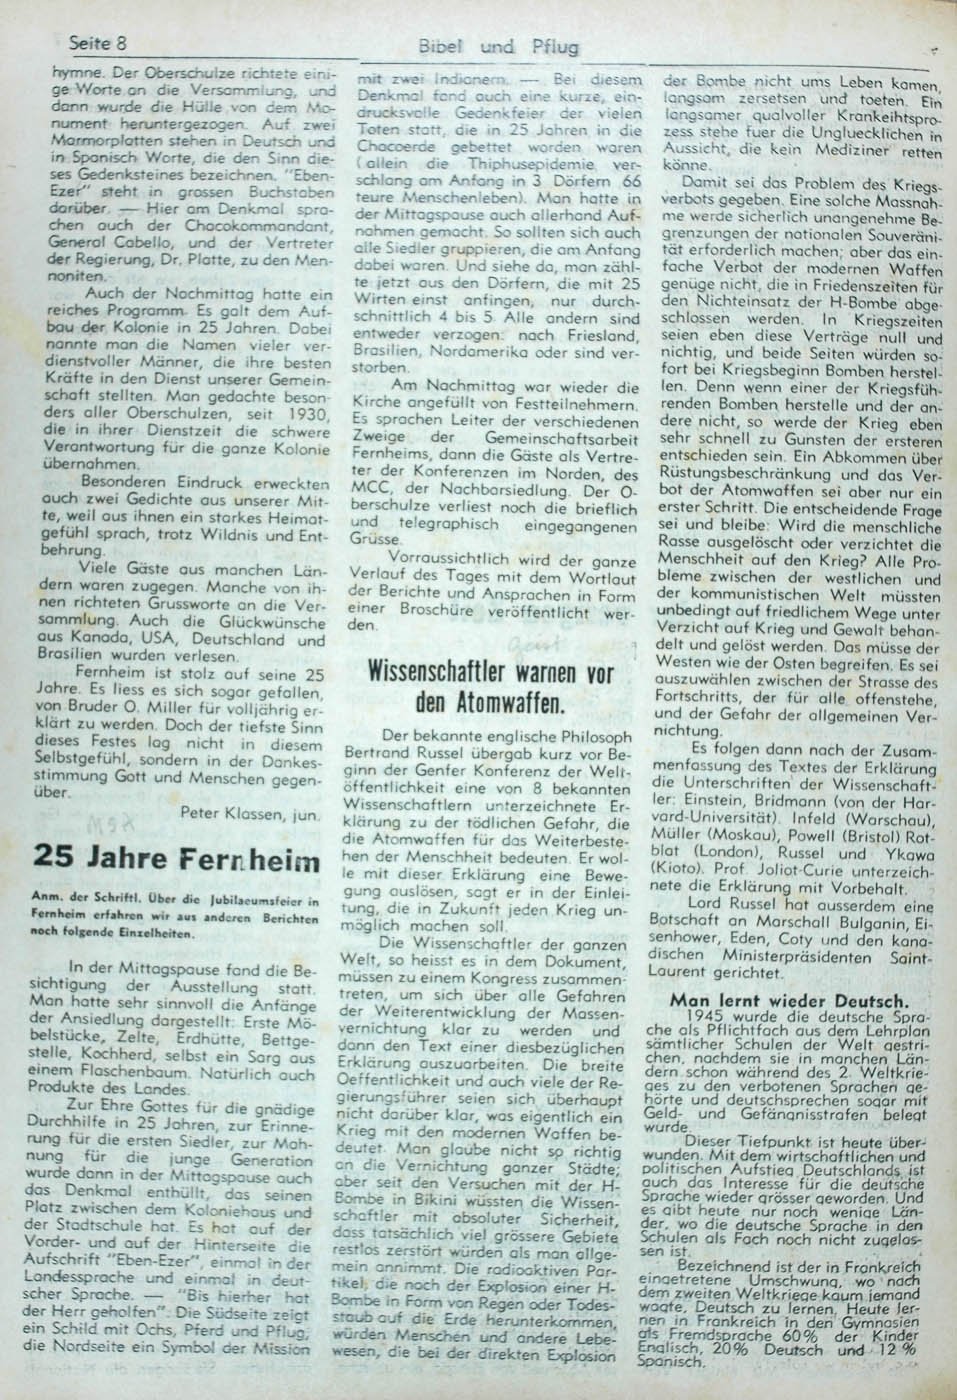 Seite 8
Bibel und Pflug
hymne. Der Oberschulze richtete eini-
ge Worte an die Versammlung, und
dann wurde die Hülle von dem Mo-
nument heruntergezogen. Auf zwei
Marmorplatten stehen in Deutsch und
in Spanisch Worte, die den Sinn die-
ses Gedenksteines bezeichnen. "Eben-
Ezer" steht in grossen Buchstaben
darüber. — Hier am Denkmal spra-
chen auch der Chacokommandant,
General Cabello, und der Vertreter
der Regierung, Dr. Platte, zu den Men-
noniten.
Auch der Nachmittag hatte ein
reiches Programm. Es galt dem Auf-
bau der Kolonie in 25 Jahren. Dabei
nannte man die Namen vieler ver-
dienstvoller Männer, die ihre besten
Kräfte in den Dienst unserer Gemein-
schaft stellten. Man gedachte beson-
ders aller Oberschulzen, seit 1930,
die in ihrer Dienstzeit die schwere
Verantwortung für die ganze Kolonie
übernahmen.
Besonderen Eindruck erweckten
auch zwei Gedichte aus unserer Mit-
te, weil aus ihnen ein starkes Heimat-
gefühl sprach, trotz Wildnis und Ent-
behrung.
Viele Gäste aus manchen Län-
dern waren zugegen. Manche von ih-
nen richteten Grussworte an die Ver-
sammlung. Auch die Glückwünsche
aus Kanada, USA, Deutschland und
Brasilien wurden verlesen.
Fernheim ist stolz auf seine 25
Jahre. Es liess es sich sogar gefallen,
von Bruder O. Miller für volljährig er-
klärt zu werden. Doch der tiefste Sinn
dieses Festes lag nicht in diesem
Selbstgefühl, sondern in der Dankes-
stimmung Gott und Menschen gegen-
über.
Peter Klassen, jun.
25 Jahre Fernheim
Anm. der Schriftl. Über die Jubilaeumsfeier in
Fernheim erfahren wir aus anderen Berichten
noch folgende Einzelheiten.
In der Mittagspause fand die Be-
sichtigung der Ausstellung statt.
Man hatte sehr sinnvoll die Anfänge
der Ansiedlung dargestellt: Erste Mö-
belstücke, Zelte, Erdhütte, Bettge-
stelle, Kochherd, selbst ein Sarg aus
einem Flaschenbaum. Natürlich auch
Produkte des Landes.
Zur Ehre Gottes für die gnädige
Durchhilfe in 25 Jahren, zur Erinne-
rung für die ersten Siedler, zur Mah-
nung für die junge Generation
wurde dann in der Mittagspause auch
das Denkmal enthüllt, das seinen
Platz zwischen dem Koloniehaus und
der Stadtschule hat. Es hat auf der
Vorder- und auf der Hinterseite die
Aufschrift "Eben-Ezer", einmal in der
Landessprache und einmal in deut-
scher Sprache. — "Bis hierher hat
der Herr geholfen". Die Südseite zeigt
ein Schild mit Ochs, Pferd und Pflug,
die Nordseite ein Symbol der Mission
mit zwei Indianern. — Bei diesem
Denkmal fand auch eine kurze, ein-
drucksvolle Gedenkfeier der vielen
Toten statt, die in 25 Jahren in die
Chacoerde gebettet worden waren
(allein die Thiphusepidemie ver-
schlang am Anfang in 3 Dörfern 66
teure Menschenleben). Man hatte in
der Mittagspause auch allerhand Auf-
nahmen gemacht. So sollten sich auch
alle Siedler gruppieren, die am Anfang
dabei waren. Und siehe da, man zähl-
te jetzt aus den Dörfern, die mit 25
Wirten einst anfingen, nur durch-
schnittlich 4 bis 5. Alle andern sind
entweder verzogen: nach Friesland,
Brasilien, Nordamerika oder sind ver-
storben.
Am Nachmittag war wieder die
Kirche angefüllt von Festteilnehmern.
Es sprachen Leiter der verschiedenen
Zweige der Gemeinschaftsarbeit
Fernheims, dann die Gäste als Vertre-
ter der Konferenzen im Norden, des
MCC, der Nachbarsiedlung. Der O-
berschulze verliest noch die brieflich
und telegraphisch eingegangenen
Grüsse.
Vorraussichtlich wird der ganze
Verlauf des Tages mit dem Wortlaut
der Berichte und Ansprachen in Form
einer Broschüre veröffentlicht wer-
den.
Wissenschaftler warnen vor
den Atomwaffen.
Der bekannte englische Philosoph
Bertrand Russel übergab kurz vor Be-
ginn der Genfer Konferenz der Welt-
öffentlichkeit eine von 8 bekannten
Wissenschaftlern unterzeichnete Er-
klärung zu der tödlichen Gefahr, die
die Atomwaffen für das Weiterbeste-
hen der Menschheit bedeuten. Er wol-
le mit dieser Erklärung eine Bewe-
gung auslösen, sagt er in der Einlei-
tung, die in Zukunft jeden Krieg un-
möglich machen soll.
Die Wissenschaftler der ganzen
Welt, so heisst es in dem Dokument,
müssen zu einem Kongress zusammen-
treten, um sich über alle Gefahren
der Weiterentwicklung der Massen-
vernichtung klar zu werden und
dann den Text einer diesbezüglichen
Erklärung auszuarbeiten. Die breite
Oeffentlichkeit und auch viele der Re-
gierungsführer seien sich überhaupt
nicht darüber klar, was eigentlich ein
Krieg mit den modernen Waffen be-
deutet. Man glaube nicht so richtig
an die Vernichtung ganzer Städte;
aber seit den Versuchen mit der H-
Bombe in Bikini wüssten die Wissen-
schaftler mit absoluter Sicherheit,
dass tatsächlich viel grössere Gebiete
restlos zerstört würden als man allge-
mein annimmt. Die radioaktiven Par-
tikel, die nach der Explosion einer H-
Bombe in Form von Regen oder Todes-
staub auf die Erde herunterkommen,
würden Menschen und andere Lebe-
wesen, die bei der direkten Explosion
der Bombe nicht ums Leben kamen,
langsam zersetsen und toeten. Ein
langsamer qualvoller Krankeihtspro-
zess stehe fuer die Ungluecklichen in
Aussicht, die kein Mediziner retten
könne.
Damit sei das Problem des Kriegs-
verbots gegeben. Eine solche Massnah-
me werde sicherlich unangenehme Be-
grenzungen der nationalen Souveräni-
tät erforderlich machen; aber das ein-
fache Verbot der modernen Waffen
genüge nicht, die in Friedenszeiten für
den Nichteinsatz der H-Bombe abge-
schlossen werden. In Kriegszeiten
seien eben diese Verträge null und
nichtig, und beide Seiten würden so-
fort bei Kriegsbeginn Bomben herstel-
len. Denn wenn einer der Kriegsfüh-
renden Bomben herstelle und der an-
dere nicht, so werde der Krieg eben
sehr schnell zu Gunsten der ersteren
entschieden sein. Ein Abkommen über
Rüstungsbeschränkung und das Ver-
bot der Atomwaffen sei aber nur ein
erster Schritt. Die entscheidende Frage
sei und bleibe: Wird die menschliche
Rasse ausgelöscht oder verzichtet die
Menschheit auf den Krieg? Alle Pro-
bleme zwischen der westlichen und
der kommunistischen Welt müssten
unbedingt auf friedlichem Wege unter
Verzicht auf Krieg und Gewalt behan-
delt und gelöst werden. Das müsse der
Westen wie der Osten begreifen. Es sei
auszuwählen zwischen der Strasse des
Fortschritts, der für alle offenstehe,
und der Gefahr der allgemeinen Ver-
nichtung.
Es folgen dann nach der Zusam-
menfassung des Textes der Erklärung
die Unterschriften der Wissenschaft-
ler: Einstein, Bridmann (von der Har-
vard-Universität). Infeld (Warschau),
Müller (Moskau), Powell (Bristol) Rot-
blat (London), Russel und Ykawa
(Kioto). Prof. Joliot-Curie unterzeich-
nete die Erklärung mit Vorbehalt.
Lord Russel hat ausserdem eine
Botschaft an Marschall Bulganin, Ei-
senhower, Eden, Coty und den kana-
dischen Ministerpräsidenten Saint-
Laurent gerichtet.
Man lernt wieder Deutsch.
1945 wurde die deutsche Spra-
che als Pflichtfach aus dem Lehrplan
sämtlicher Schulen der Welt gestri-
chen, nachdem sie in manchen Län-
dern schon während des 2. Weltkrie-
ges zu den verbotenen Sprachen ge-
hörte und deutschsprechen sogar mit
Geld- und Gefängnisstrafen belegt
wurde.
Dieser Tiefpunkt ist heute über-
wunden. Mit dem wirtschaftlichen und
politischen Aufstieg Deutschlands ist
auch das Interesse für die deutsche
Sprache wieder grösser geworden. Und
es gibt heute nur noch wenige Län-
der, wo die deutsche Sprache in den
Schulen als Fach noch nicht zugelas-
sen ist.
Bezeichnend ist der in Frankreich
eingetretene Umschwung, wo nach
dem zweiten Weltkriege kaum jemand
wagte, Deutsch zu lernen. Heute ler-
nen in Frankreich in den Gymnasien
als Fremdsprache 60% der Kinder
Englisch, 20% Deutsch und 12%
Spanisch.